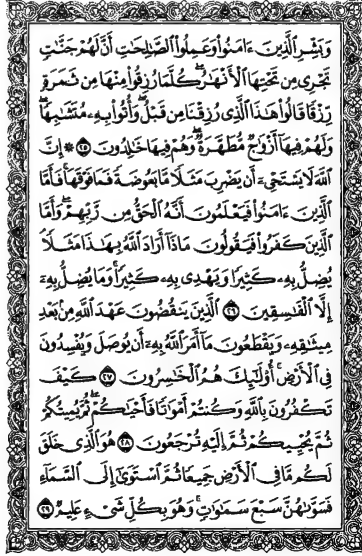 وَبَشِّرِ ٱلَّذِينَ ءَامَنُوا۟ وَعَمِلُوا۟ ٱلصَّٰلِحَٰتِ أَنَّ لَهُمْ جَنَّٰتٍ
تَجْرِى مِن تَحْتِهَا ٱلْأَنْهَٰرُ ۖ كُلَّمَا رُزِقُوا۟ مِنْهَا مِن ثَمَرَةٍ
رِّزْقًا قَالُوا۟ هَٰذَا ٱلَّذِى رُزِقْنَا مِن قَبْلُ ۖ وَأُتُوا۟ بِهِۦ مُتَشَٰبِهًا ۖ
وَلَهُمْ فِيهَآ أَزْوَٰجٌ مُّطَهَّرَةٌ ۖ وَهُمْ فِيهَا خَٰلِدُونَ ٢٥ ۞ إِنَّ
ٱللَّهَ لَا يَسْتَحْىِۦٓ أَن يَضْرِبَ مَثَلًا مَّا بَعُوضَةً فَمَا فَوْقَهَا ۚ فَأَمَّا
ٱلَّذِينَ ءَامَنُوا۟ فَيَعْلَمُونَ أَنَّهُ ٱلْحَقُّ مِن رَّبِّهِمْ ۖ وَأَمَّا
ٱلَّذِينَ كَفَرُوا۟ فَيَقُولُونَ مَاذَآ أَرَادَ ٱللَّهُ بِهَٰذَا مَثَلًا ۘ
يُضِلُّ بِهِۦ كَثِيرًا وَيَهْدِى بِهِۦ كَثِيرًا ۚ وَمَا يُضِلُّ بِهِۦٓ
إِلَّا ٱلْفَٰسِقِينَ ٢٦ ٱلَّذِينَ يَنقُضُونَ عَهْدَ ٱللَّهِ مِنۢ بَعْدِ
مِيثَٰقِهِۦ وَيَقْطَعُونَ مَآ أَمَرَ ٱللَّهُ بِهِۦٓ أَن يُوصَلَ وَيُفْسِدُونَ
فِى ٱلْأَرْضِ ۚ أُو۟لَٰٓئِكَ هُمُ ٱلْخَٰسِرُونَ ٢٧ كَيْفَ
تَكْفُرُونَ بِٱللَّهِ وَكُنتُمْ أَمْوَٰتًا فَأَحْيَٰكُمْ ۖ ثُمَّ يُمِيتُكُمْ
ثُمَّ يُحْيِيكُمْ ثُمَّ إِلَيْهِ تُرْجَعُونَ ٢٨ هُوَ ٱلَّذِى خَلَقَ
لَكُم مَّا فِى ٱلْأَرْضِ جَمِيعًا ثُمَّ ٱسْتَوَىٰٓ إِلَى ٱلسَّمَآءِ
فَسَوَّىٰهُنَّ سَبْعَ سَمَٰوَٰتٍ ۚ وَهُوَ بِكُلِّ شَىْءٍ عَلِيمٌ ٢٩